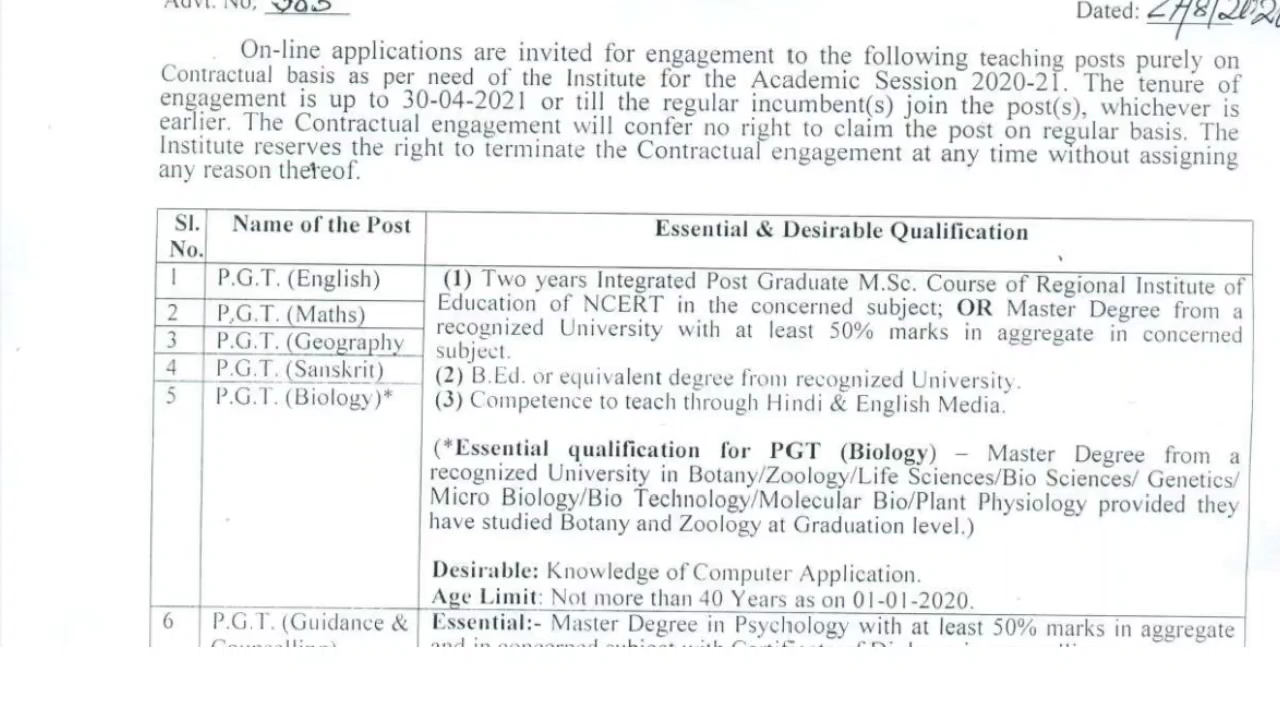 Advt. No.
Dated:
On-line applications are invited for engagement to the following teaching posts purely on
Contractual basis as per need of the Institute for the Academic Session 2020-21. The tenure of
engagement is up to 30-04-2021 or till the regular incumbent(s) join the post(s), whichever is
earlier. The Contractual engagement will confer no right to claim the post on regular basis. The
Institute reserves the right to terminate the Contractual engagement at any time without assigning
any reason thereof.
Sl. No.
Name of the Post
Essential & Desirable Qualification
1 P.G.T. (English)
2 P.G.T. (Maths)
3 P.G.T. (Geography
4 P.G.T. (Sanskrit)
5 P.G.T. (Biology)*
(1) Two years Integrated Post Graduate M.Sc. Course of Regional Institute of
Education of NCERT in the concerned subject; OR Master Degree from a
recognized University with at least 50% marks in aggregate in concerned
subject.
(2) B.Ed. or equivalent degree from recognized University.
(3) Competence to teach through Hindi & English Media.
(*Essential qualification for PGT (Biology) – Master Degree from a
recognized University in Botany/Zoology/Life Sciences/Bio Sciences/ Genetics/
Micro Biology/Bio Technology/Molecular Bio/Plant Physiology provided they
have studied Botany and Zoology at Graduation level.)
Desirable: Knowledge of Computer Application.
Age Limit: Not more than 40 Years as on 01-01-2020.
6 P.G.T. (Guidance &
Essential:- Master Degree in Psychology with at least 50% marks in aggregate